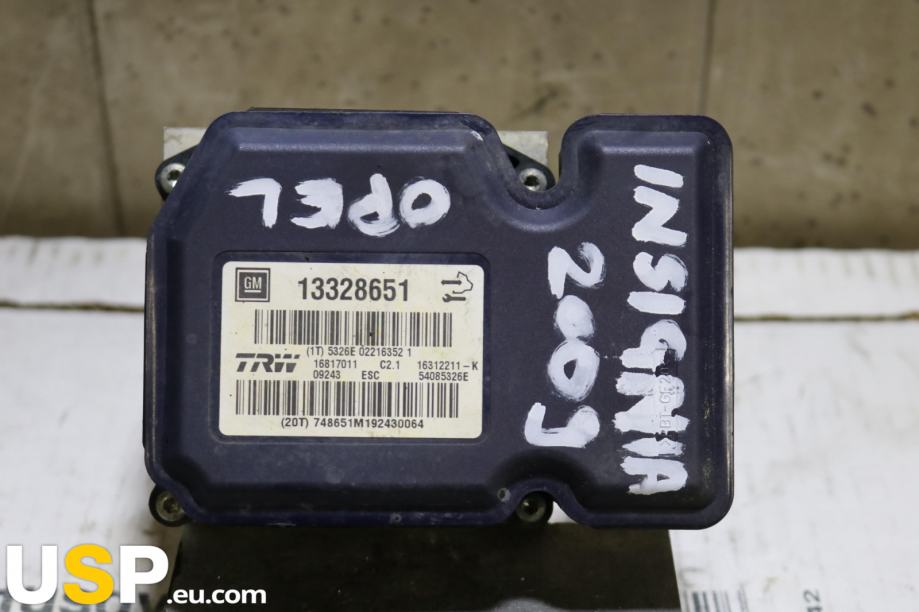 OPEL
INSIGNIA
2009
GM 13328651
(1T) 5326E 02216352 1
TRW 16817011 C2.1 16312211-K
09243 ESC 54085326E
(20T) 748651M192430064
USP.eu.com